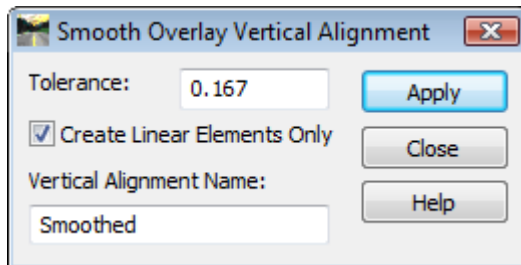 Smooth Overlay Vertical Alignment
Tolerance: 0.167
Apply
Create Linear Elements Only
Close
Vertical Alignment Name:
Help
Smoothed